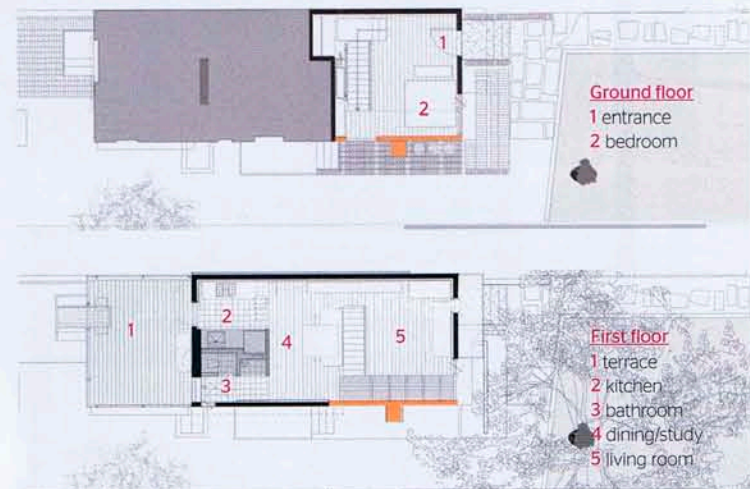 1
2
Ground floor
1 entrance
2 bedroom
1
2
3
4
5
First floor
1 terrace
2 kitchen
3 bathroom
4 dining/study
5 living room